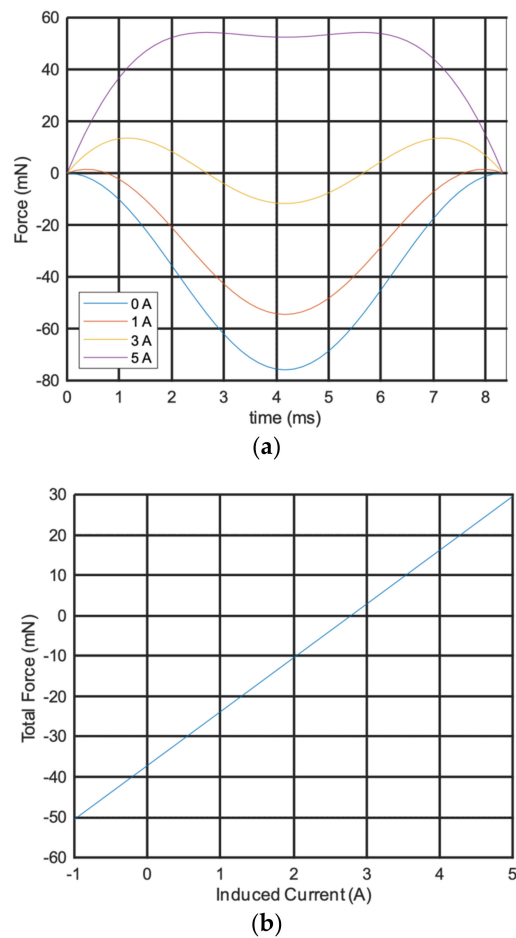 60
40
20
0
-20
-40
-60
-80
Force (mN)
0 A
1 A
3 A
5 A
0 1 2 3 4 5 6 7 8
time (ms)
(a)
30
20
10
0
-10
-20
-30
-40
-50
-60
Total Force (mN)
-1 0 1 2 3 4 5
Induced Current (A)
(b)